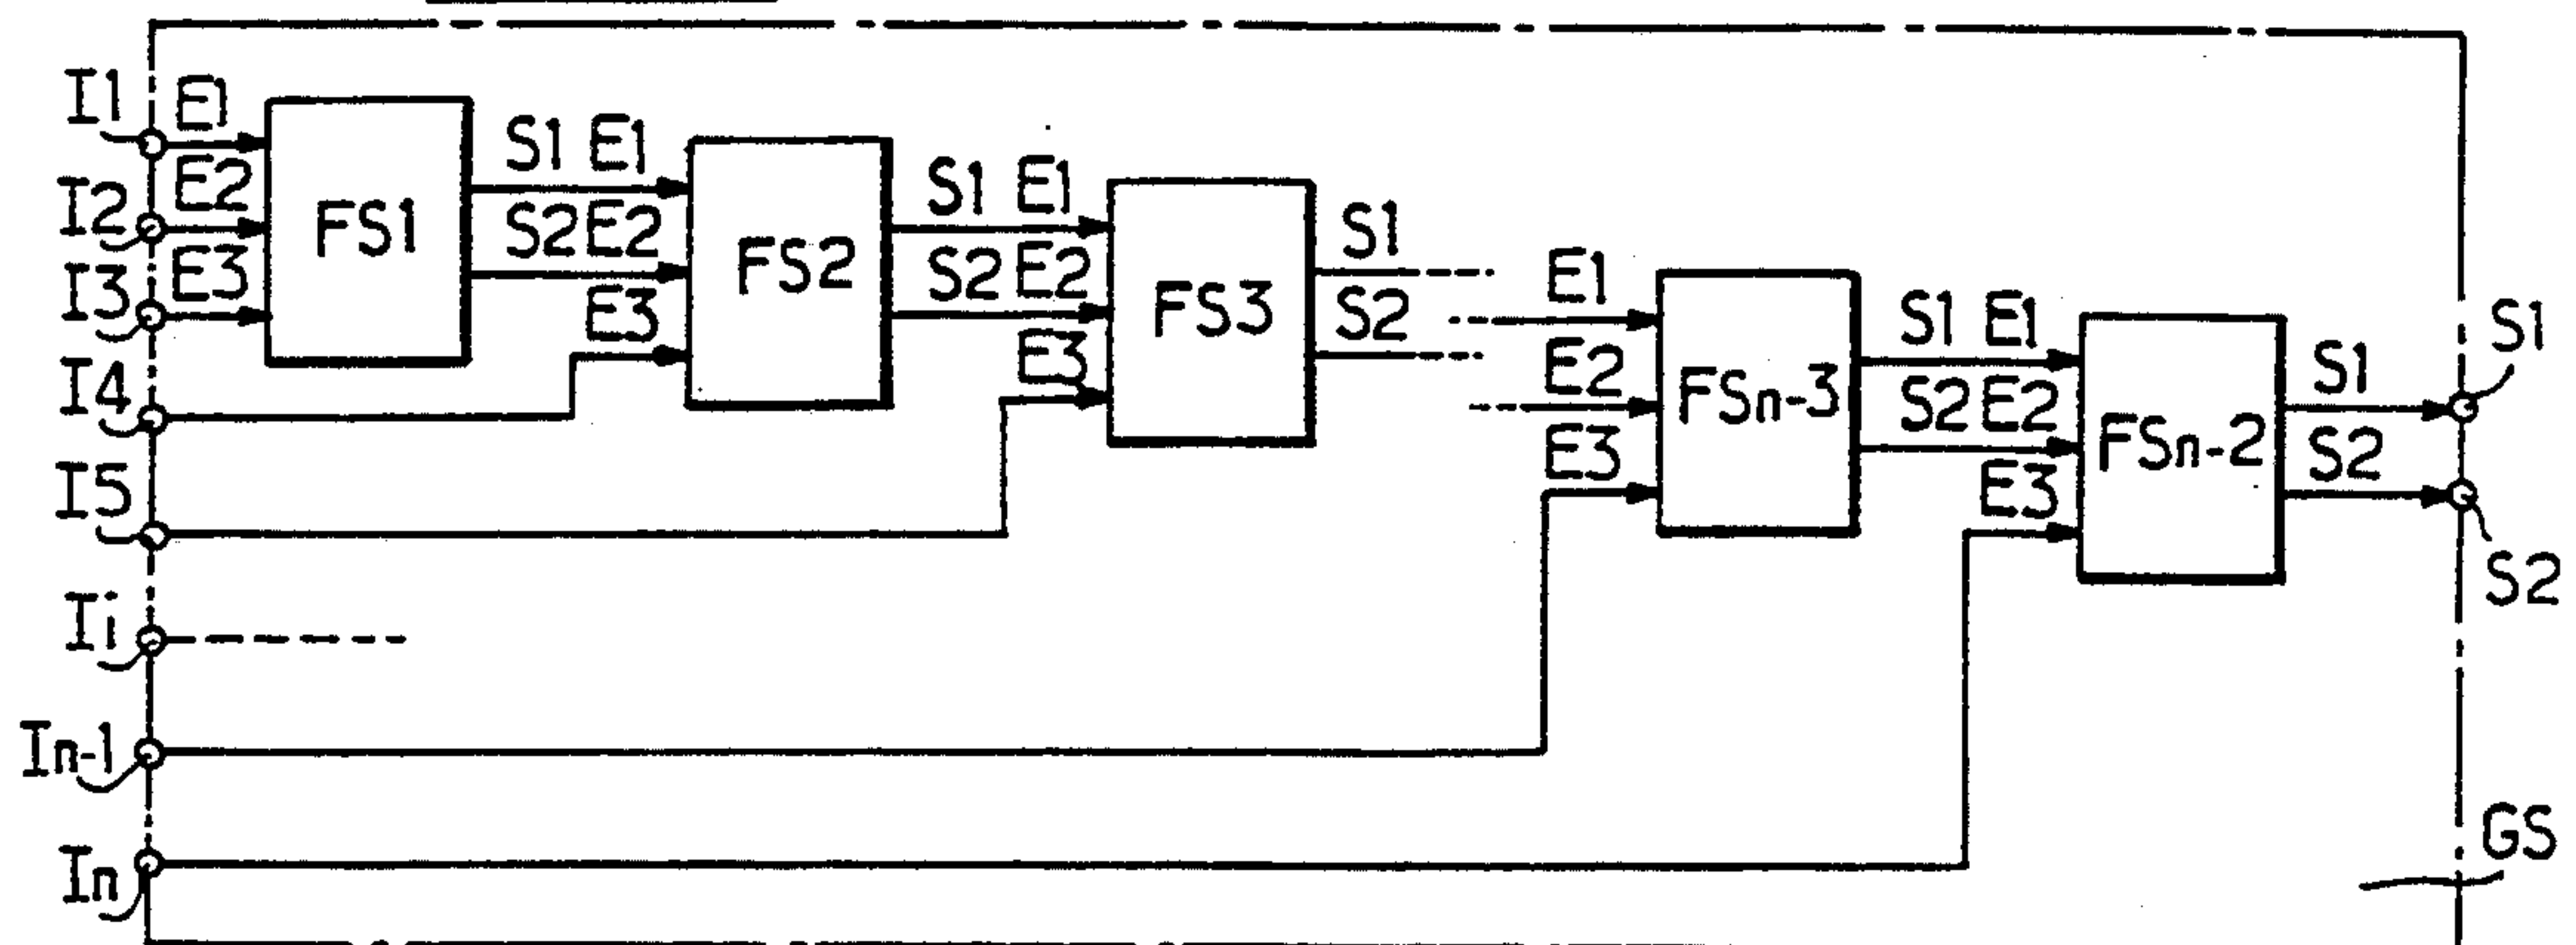 I1 E1
I2 E2
I3 E3
I4
I5
Ii
In-1
In
FS1
S1 E1
S2 E2
E3
FS2
S1 E1
S2 E2
E3
FS3
S1
S2
E1
E2
E3
FSn-3
S1 E1
S2 E2
E3
FSn-2
S1
S2
S1
S2
GS